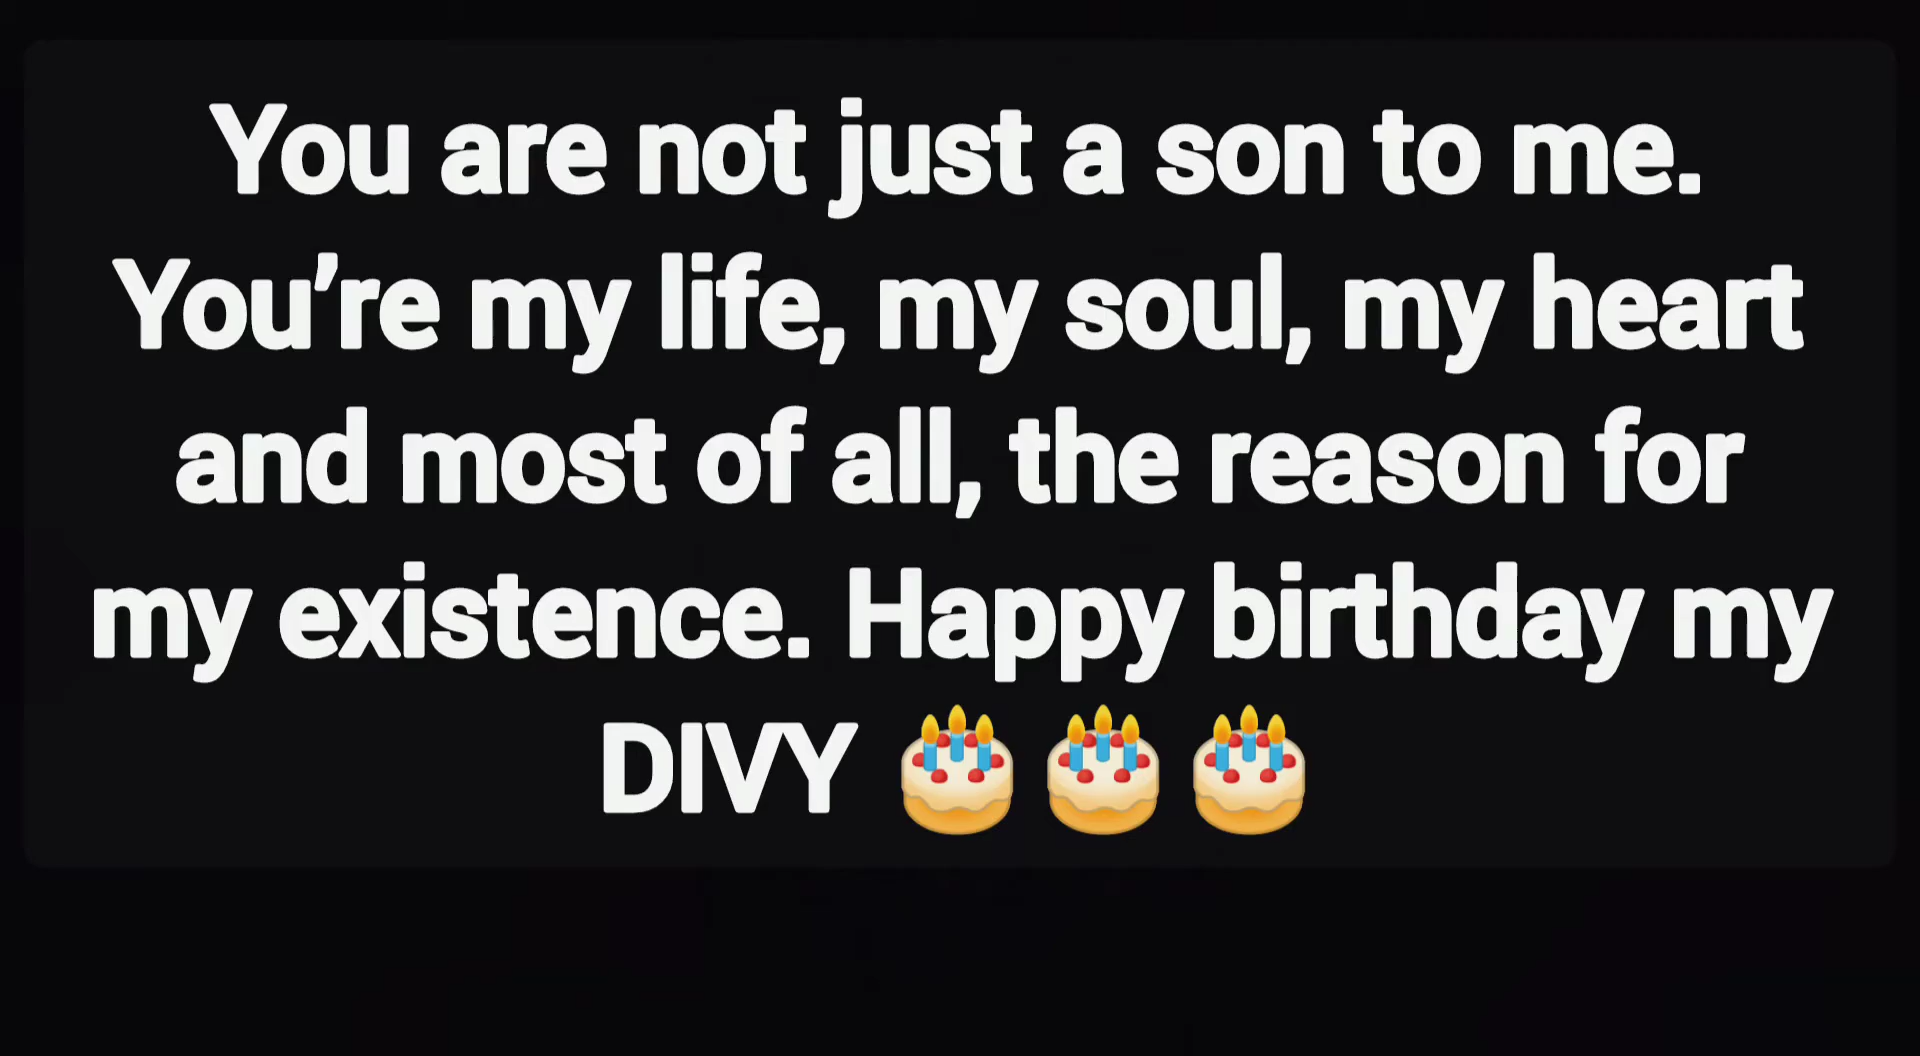 You are not just a son to me.
You’re my life, my soul, my heart
and most of all, the reason for
my existence. Happy birthday my
DIVY 🎂 🎂 🎂